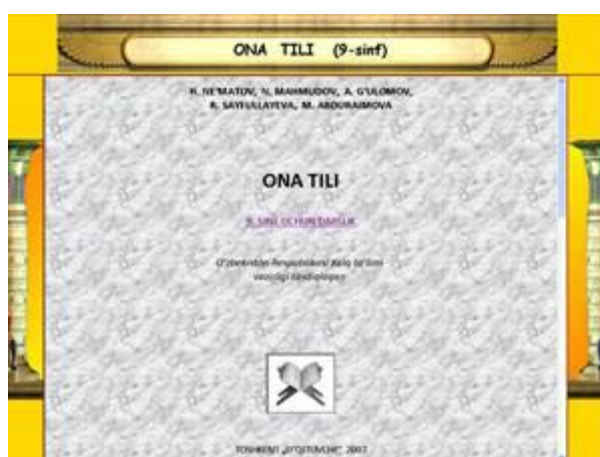 ONA TILI (9-sinf)
H. NE'MATOV, N. MAHMUDOV, A. G'ULOMOV,
R. SAYFULLAYEVA, M. ABDURAIMOVA
ONA TILI
9- SINF UCHUN DARSLIK
O'zbekiston Respublikasi Xalq ta'limi
vazirligi tasdiqlagan
TOSHKENT „O'QITUVCHI" 2002